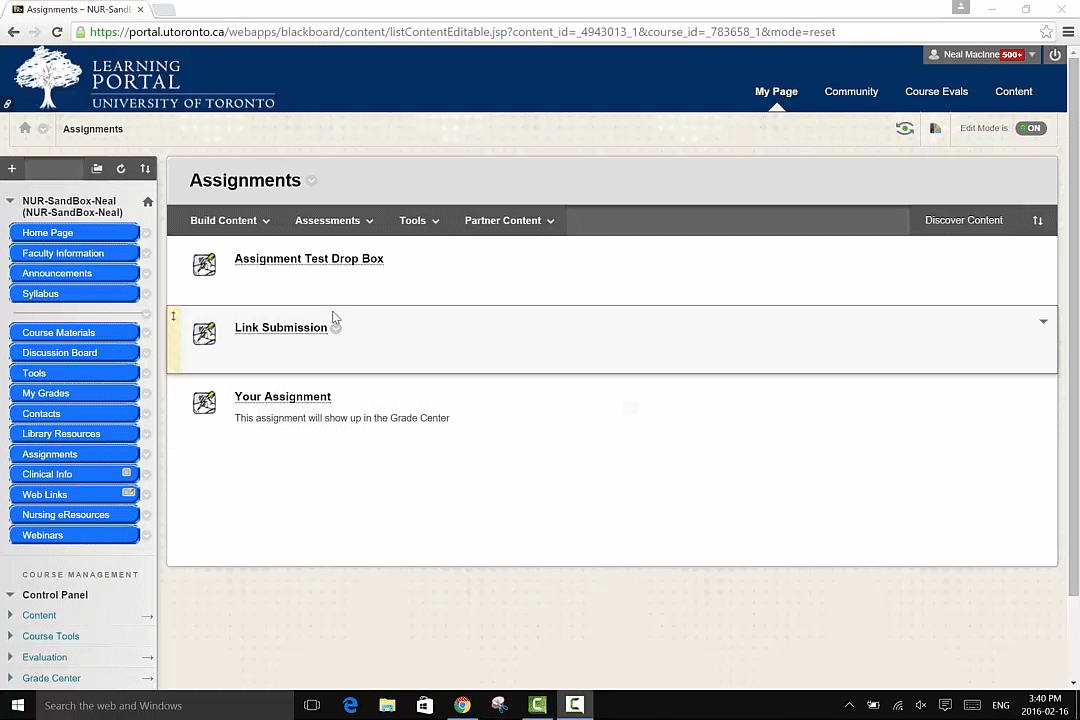 Assignments – NUR-SandB
https://portal.utoronto.ca/webapps/blackboard/content/listContentEditable.jsp?content_id=_4943013_1&course_id=_783658_1&mode=reset
Neal MacInne 500+
LEARNING
PORTAL
UNIVERSITY OF TORONTO
My Page
Community
Course Evals
Content
Assignments
Edit Mode is: ON
NUR-SandBox-Neal
(NUR-SandBox-Neal)
Home Page
Faculty Information
Announcements
Syllabus
Course Materials
Discussion Board
Tools
My Grades
Contacts
Library Resources
Assignments
Clinical Info
Web Links
Nursing eResources
Webinars
COURSE MANAGEMENT
Control Panel
Content
Course Tools
Evaluation
Grade Center
Assignments
Build Content
Assessments
Tools
Partner Content
Discover Content
Assignment Test Drop Box
Link Submission
Your Assignment
This assignment will show up in the Grade Center
Search the web and Windows
ENG
3:40 PM
2016-02-16